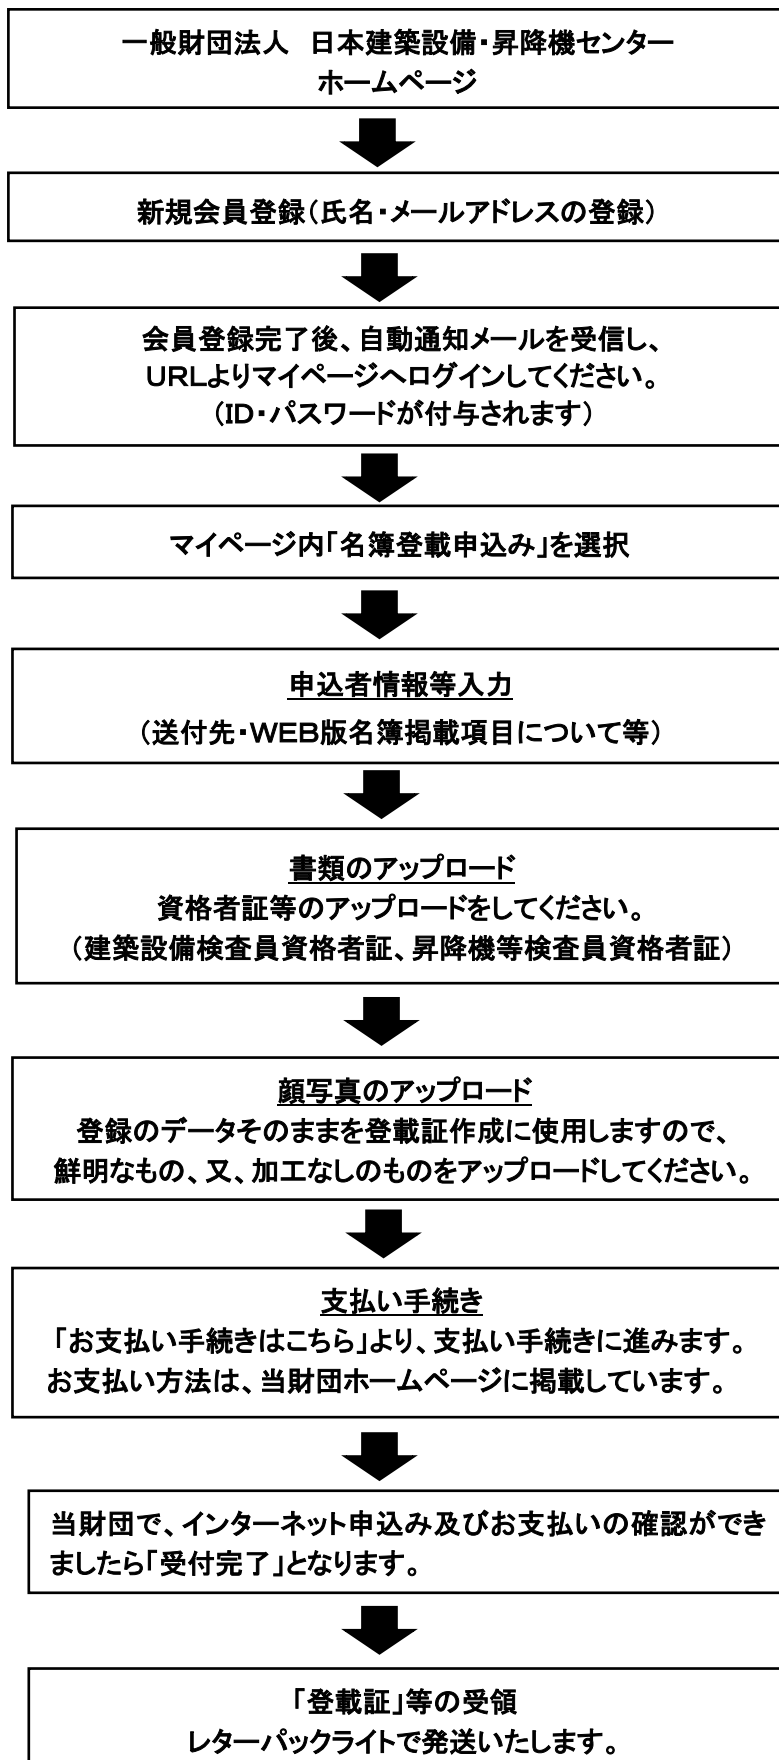 一般財団法人　日本建築設備・昇降機センター
ホームページ
新規会員登録（氏名・メールアドレスの登録）
会員登録完了後、自動通知メールを受信し、
ＵＲＬよりマイページへログインしてください。
（ID・パスワードが付与されます）
マイページ内「名簿登載申込み」を選択
申込者情報等入力
（送付先・ＷＥＢ版名簿掲載項目について等）
書類のアップロード
資格者証等のアップロードをしてください。
（建築設備検査員資格者証、昇降機等検査員資格者証）
顔写真のアップロード
登録のデータそのままを登載証作成に使用しますので、
鮮明なもの、又、加工なしのものをアップロードしてください。
支払い手続き
「お支払い手続きはこちら」より、支払い手続きに進みます。
お支払い方法は、当財団ホームページに掲載しています。
当財団で、インターネット申込み及びお支払いの確認ができ
ましたら「受付完了」となります。
「登載証」等の受領
レターパックライトで発送いたします。